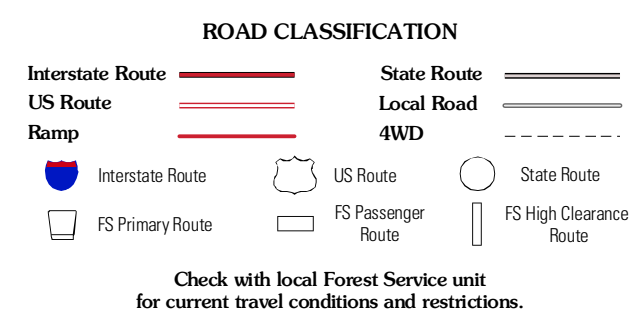 ROAD CLASSIFICATION
Interstate Route
State Route
US Route
Local Road
Ramp
4WD
Interstate Route
US Route
State Route
FS Primary Route
FS Passenger
Route
FS High Clearance
Route
Check with local Forest Service unit
for current travel conditions and restrictions.